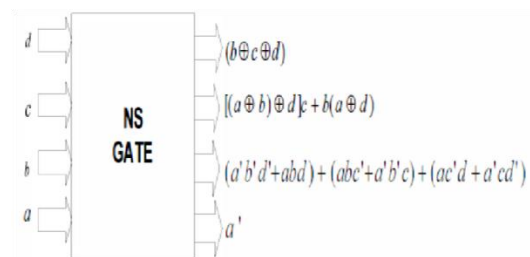 d
(b⊕c⊕d)
c
[(a⊕b)⊕d]c+b(a⊕d)
NS
GATE
b
(a'b'd'+abd)+(abc'+a'b'c)+(ac'd+a'cd')
a
a'